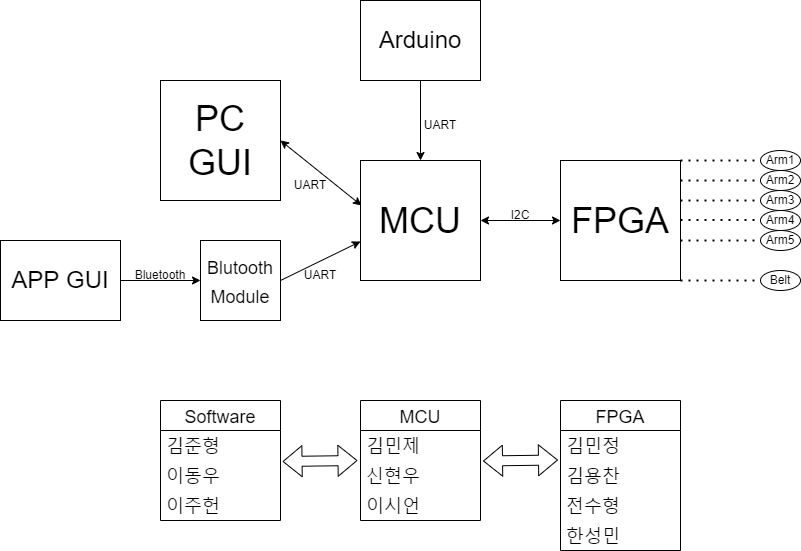 Arduino
UART
PC
GUI
UART
MCU
I2C
FPGA
Arm1
Arm2
Arm3
Arm4
Arm5
Belt
APP GUI
Bluetooth
Blutooth
Module
UART
Software
김준형
이동우
이주헌
MCU
김민제
신현우
이시언
FPGA
김민정
김용찬
전수형
한성민